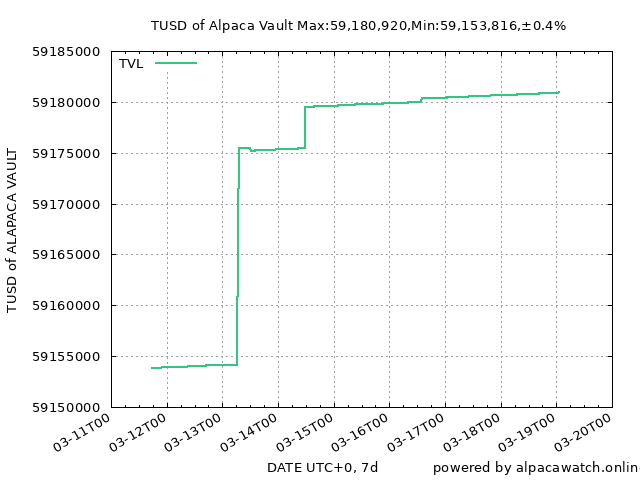 TUSD of Alpaca Vault Max:59,180,920,Min:59,153,816,±0.4%
TVL
59185000
59180000
59175000
59170000
59165000
59160000
59155000
59150000
TUSD of ALAPACA VAULT
03-11T00
03-12T00
03-13T00
03-14T00
03-15T00
03-16T00
03-17T00
03-18T00
03-19T00
03-20T00
DATE UTC+0, 7d
powered by alpacawatch.onlin